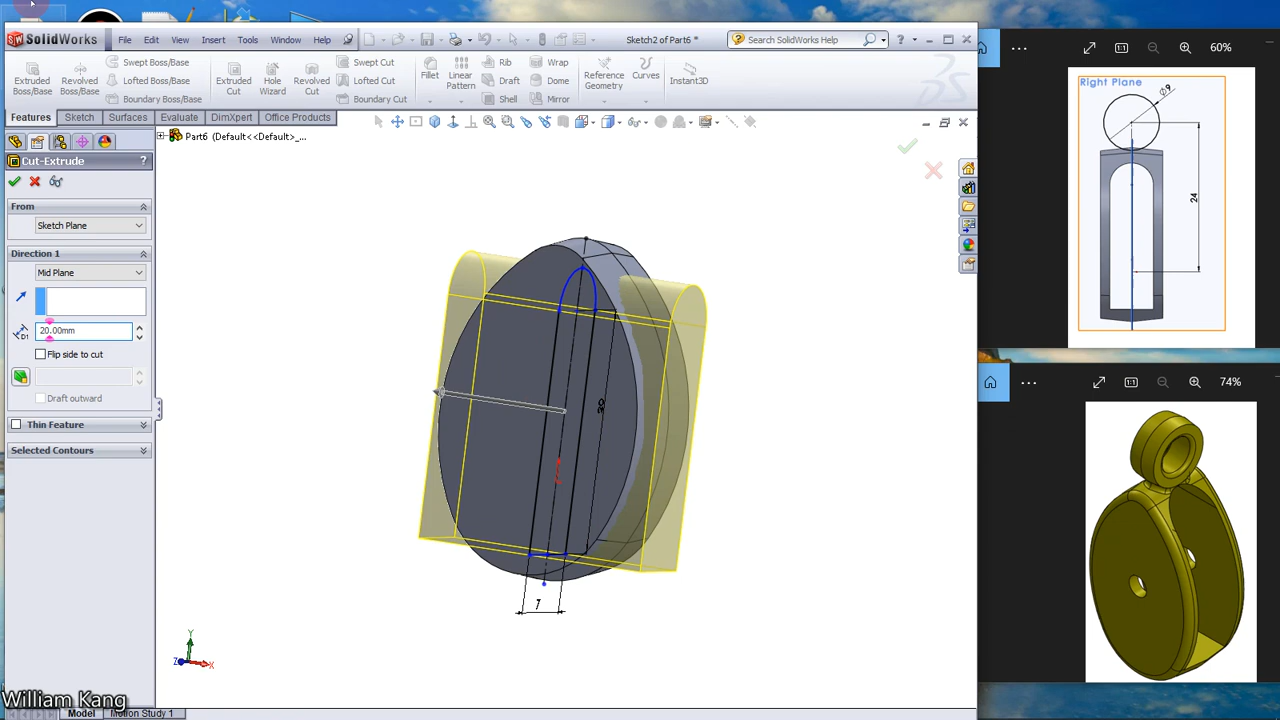 SolidWorks
File
Edit
View
Insert
Tools
Window
Help
Sketch2 of Part6 *
Search SolidWorks Help
?
Extruded Boss/Base
Revolved Boss/Base
Swept Boss/Base
Lofted Boss/Base
Boundary Boss/Base
Extruded Cut
Hole Wizard
Revolved Cut
Swept Cut
Lofted Cut
Boundary Cut
Fillet
Linear Pattern
Rib
Draft
Shell
Wrap
Dome
Mirror
Reference Geometry
Curves
Instant3D
Features
Sketch
Surfaces
Evaluate
DimXpert
Office Products
Part6 (Default<<Default>_...
Cut-Extrude
?
From
Sketch Plane
Direction 1
Mid Plane
D1
20.00mm
Flip side to cut
Draft outward
Thin Feature
Selected Contours
30
7
Y
Z
X
William Kang
Model
Motion Study 1
60%
Right Plane
Ø9
24
74%